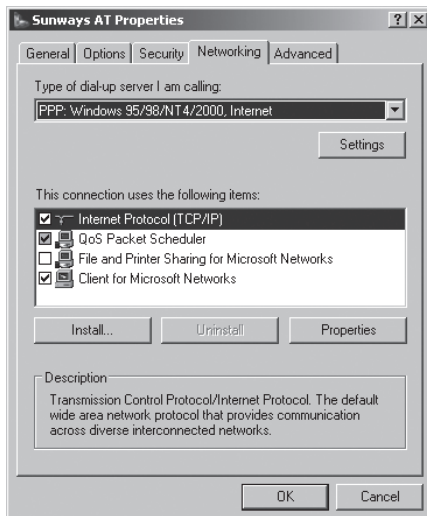 Sunways AT Properties
General Options Security Networking Advanced
Type of dial-up server I am calling:
PPP: Windows 95/98/NT4/2000, Internet
Settings
This connection uses the following items:
Internet Protocol (TCP/IP)
QoS Packet Scheduler
File and Printer Sharing for Microsoft Networks
Client for Microsoft Networks
Install... Uninstall Properties
Description
Transmission Control Protocol/Internet Protocol. The default
wide area network protocol that provides communication
across diverse interconnected networks.
OK Cancel